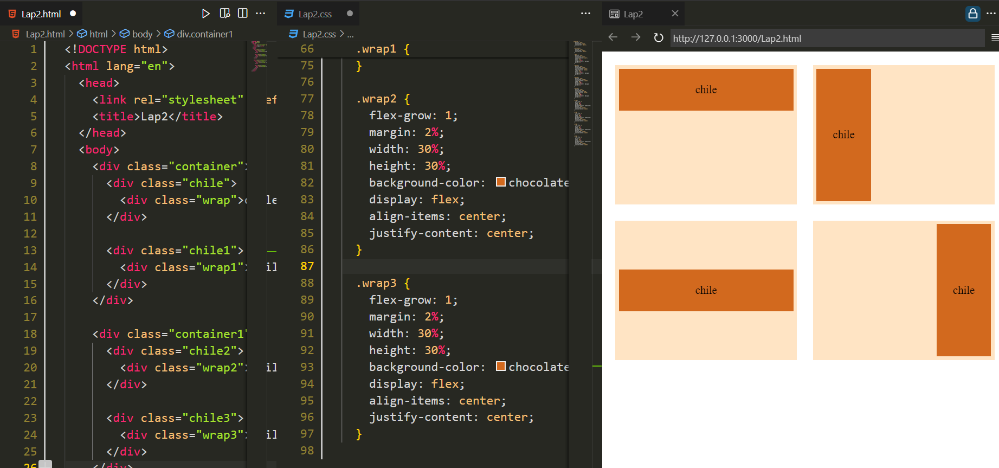 Lap2.html
Lap2.html > html > body > div.container1
1 <!DOCTYPE html>
2 <html lang="en">
3 <head>
4 <link rel="stylesheet" ef
5 <title>Lap2</title>
6 </head>
7 <body>
8 <div class="container">
9 <div class="chile">
10 <div class="wrap">c le
11 </div>
12
13 <div class="chile1">
14 <div class="wrap1"> il
15 </div>
16 </div>
17
18 <div class="container1"
19 <div class="chile2">
20 <div class="wrap2"> il
21 </div>
22
23 <div class="chile3">
24 <div class="wrap3"> il
25 </div>
26 </div>
Lap2.css
Lap2.css > ...
66 .wrap1 {
75 }
76
77 .wrap2 {
78 flex-grow: 1;
79 margin: 2%;
80 width: 30%;
81 height: 30%;
82 background-color: chocolate
83 display: flex;
84 align-items: center;
85 justify-content: center;
86 }
87
88 .wrap3 {
89 flex-grow: 1;
90 margin: 2%;
91 width: 30%;
92 height: 30%;
93 background-color: chocolate
94 display: flex;
95 align-items: center;
96 justify-content: center;
97 }
98
Lap2
http://127.0.0.1:3000/Lap2.html
chile
chile
chile
chile